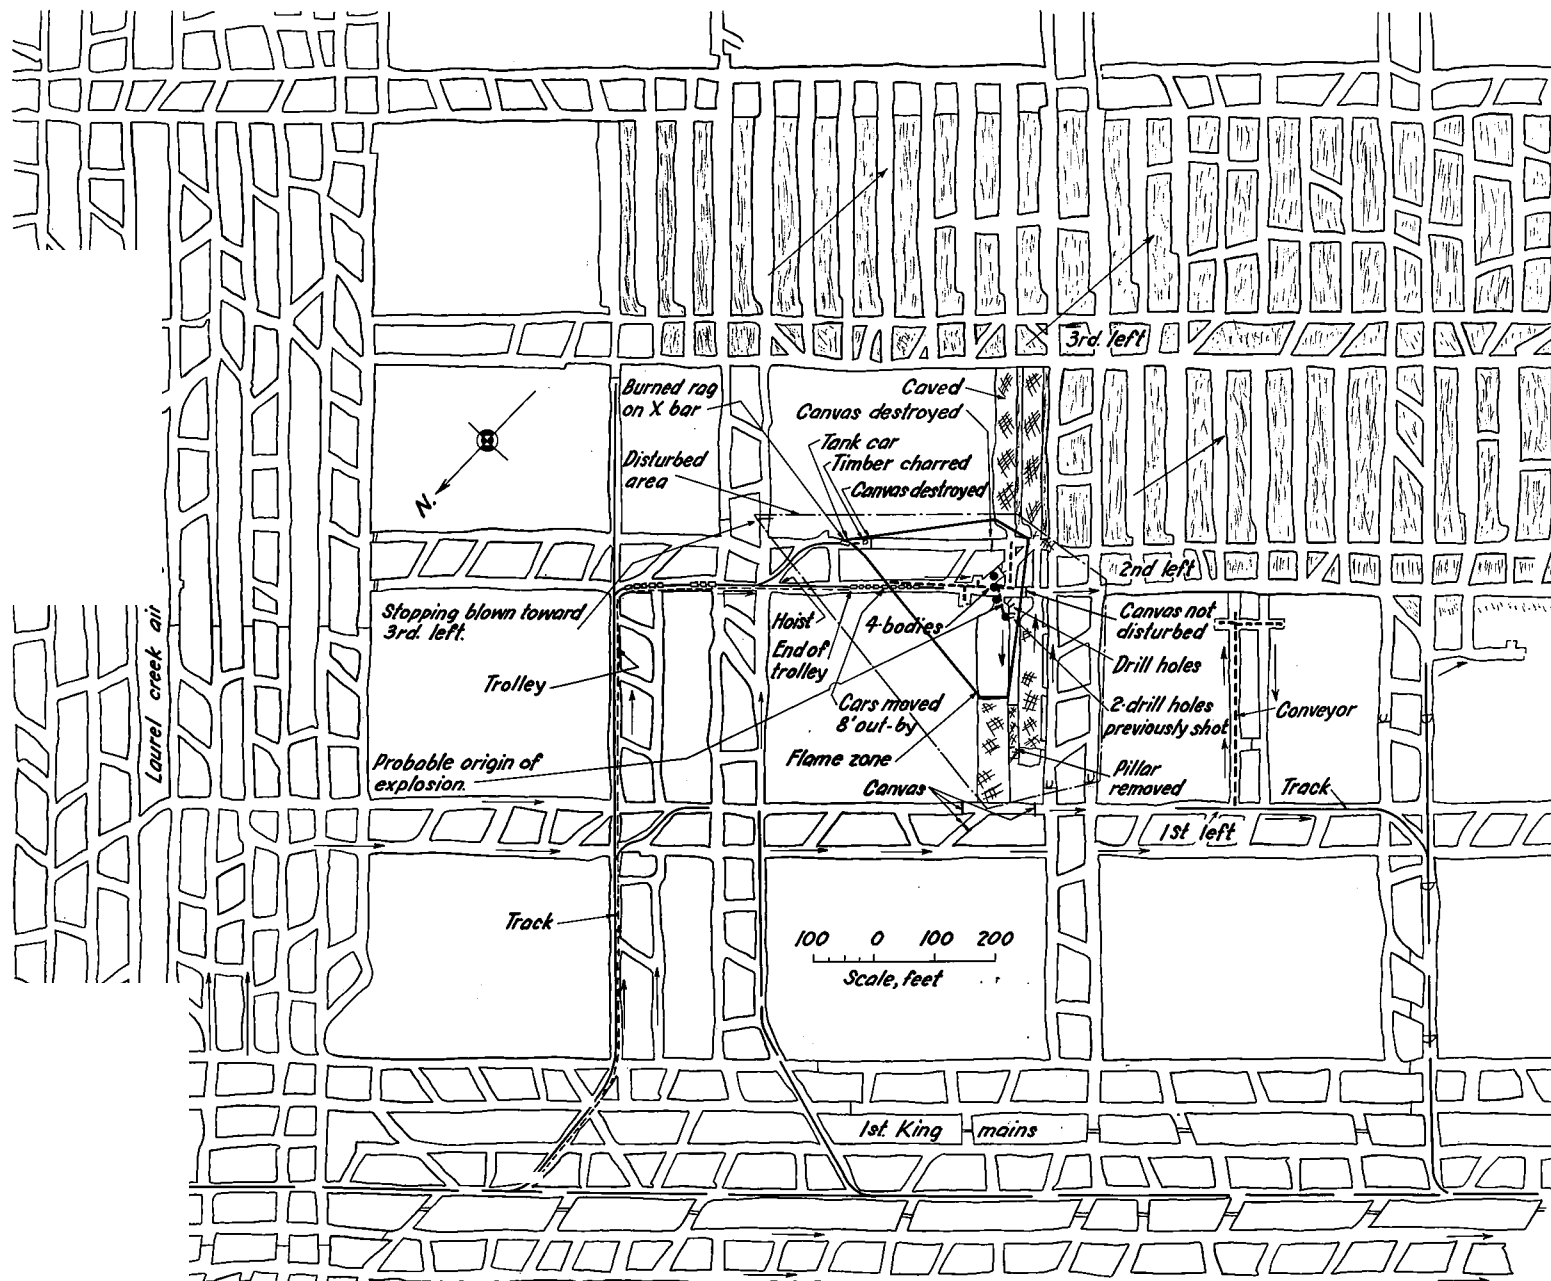 3rd. left
Burned rag
on X bar
Caved
Canvas destroyed
Tank car
Timber charred
Canvas destroyed
Disturbed
area
N.
2nd left
Stopping blown toward
3rd. left.
Hoist
4-bodies
Canvas not
disturbed
End of
trolley
Drill holes
Trolley
Cars moved
8' out-by
2-drill holes
previously shot
Conveyor
Laurel creek air
Probable origin of
explosion.
Flame zone
Pillar
removed
Canvas
Track
1st left
Track
100 0 100 200
Scale, feet
1st. King mains